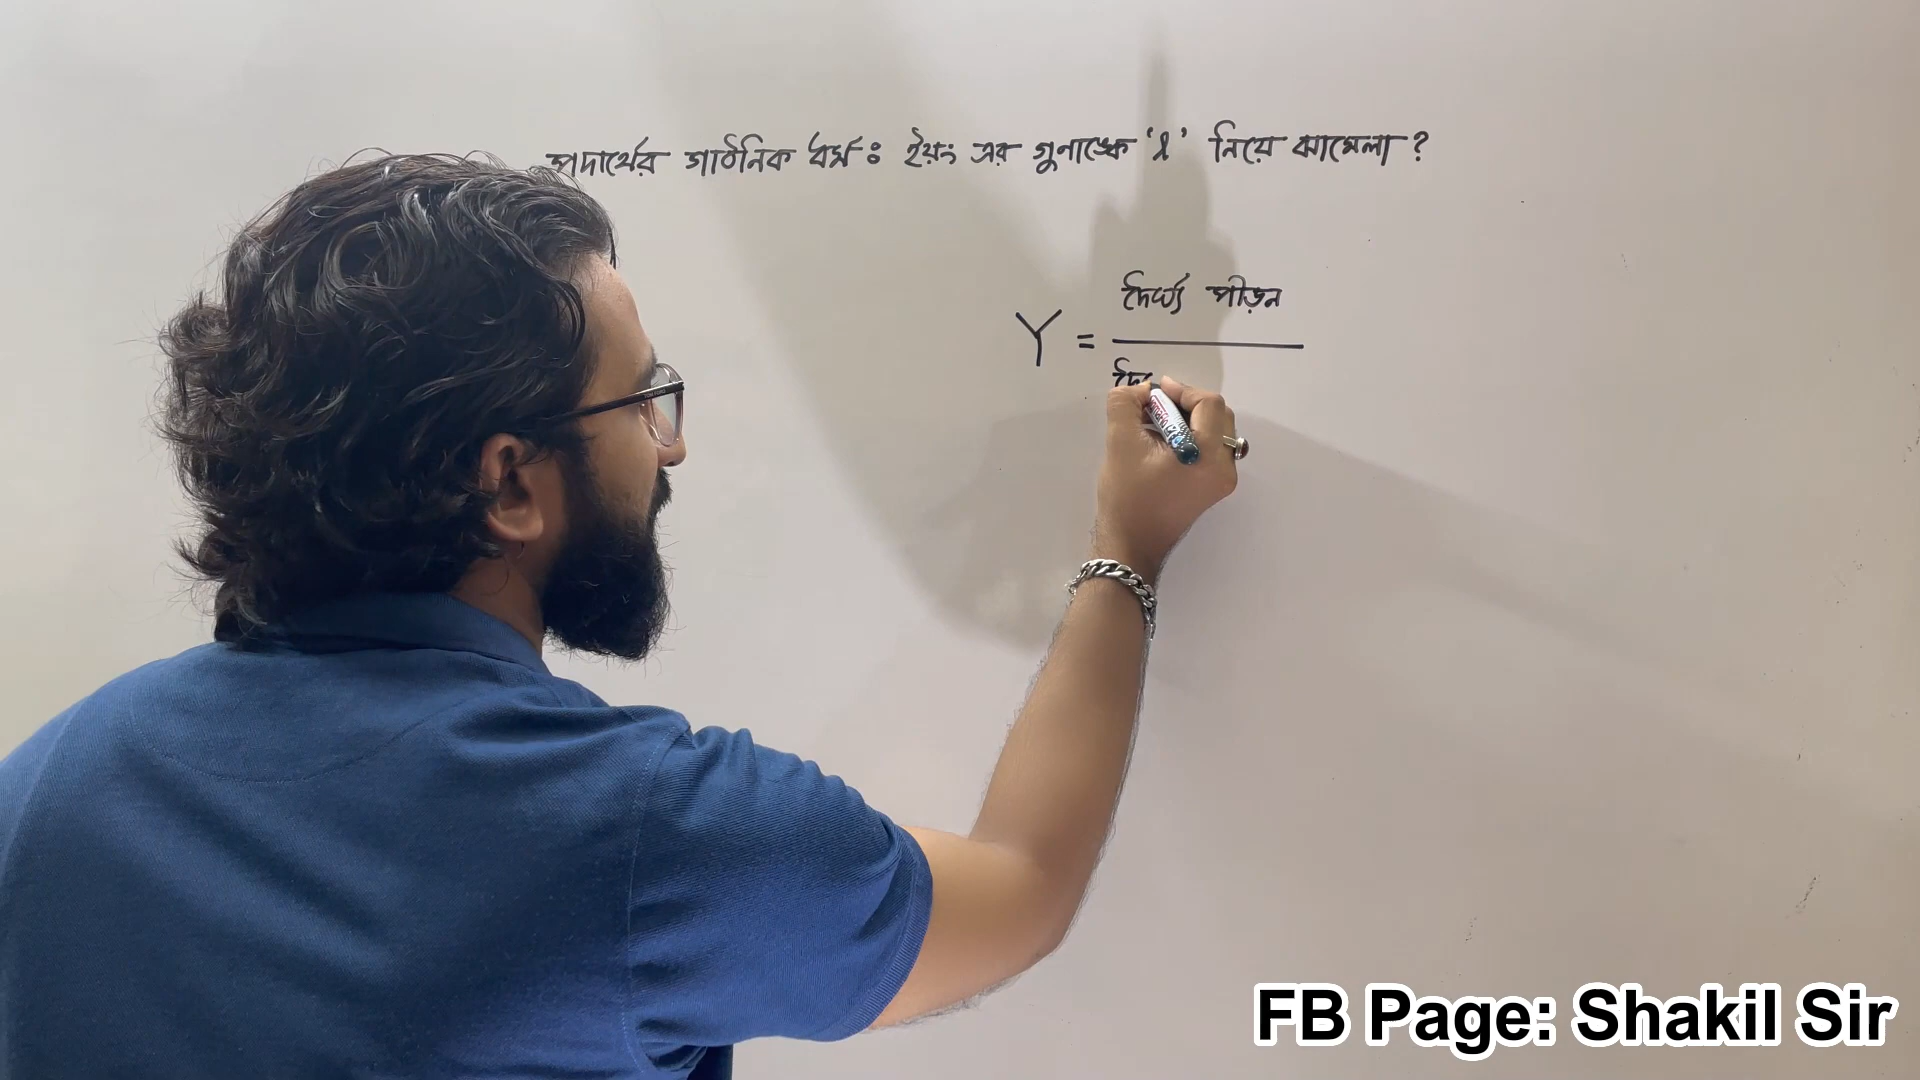 পদার্থের গাঠনিক ধর্ম : ইয়ং এর গুণাঙ্কে 'l' নিয়ে ঝামেলা ?
Y = দৈর্ঘ্য পীড়ন
দৈ
FB Page: Shakil Sir